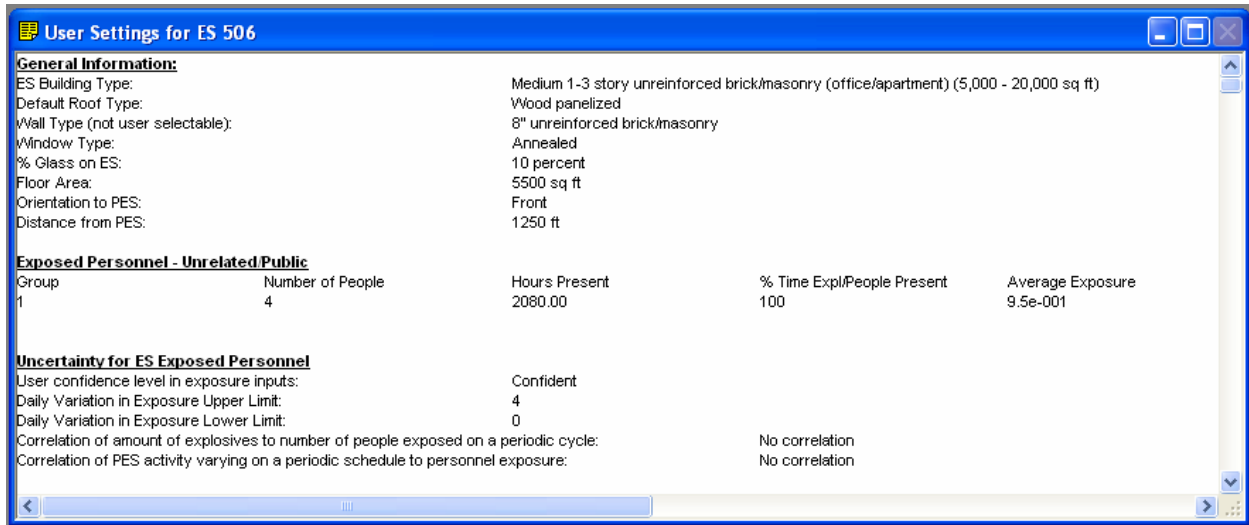 User Settings for ES 506
General Information:
ES Building Type: Medium 1-3 story unreinforced brick/masonry (office/apartment) (5,000 - 20,000 sq ft)
Default Roof Type: Wood panelized
Wall Type (not user selectable): 8" unreinforced brick/masonry
Window Type: Annealed
% Glass on ES: 10 percent
Floor Area: 5500 sq ft
Orientation to PES: Front
Distance from PES: 1250 ft
Exposed Personnel - Unrelated/Public
Group Number of People Hours Present % Time Expl/People Present Average Exposure
1 4 2080.00 100 9.5e-001
Uncertainty for ES Exposed Personnel
User confidence level in exposure inputs: Confident
Daily Variation in Exposure Upper Limit: 4
Daily Variation in Exposure Lower Limit: 0
Correlation of amount of explosives to number of people exposed on a periodic cycle: No correlation
Correlation of PES activity varying on a periodic schedule to personnel exposure: No correlation